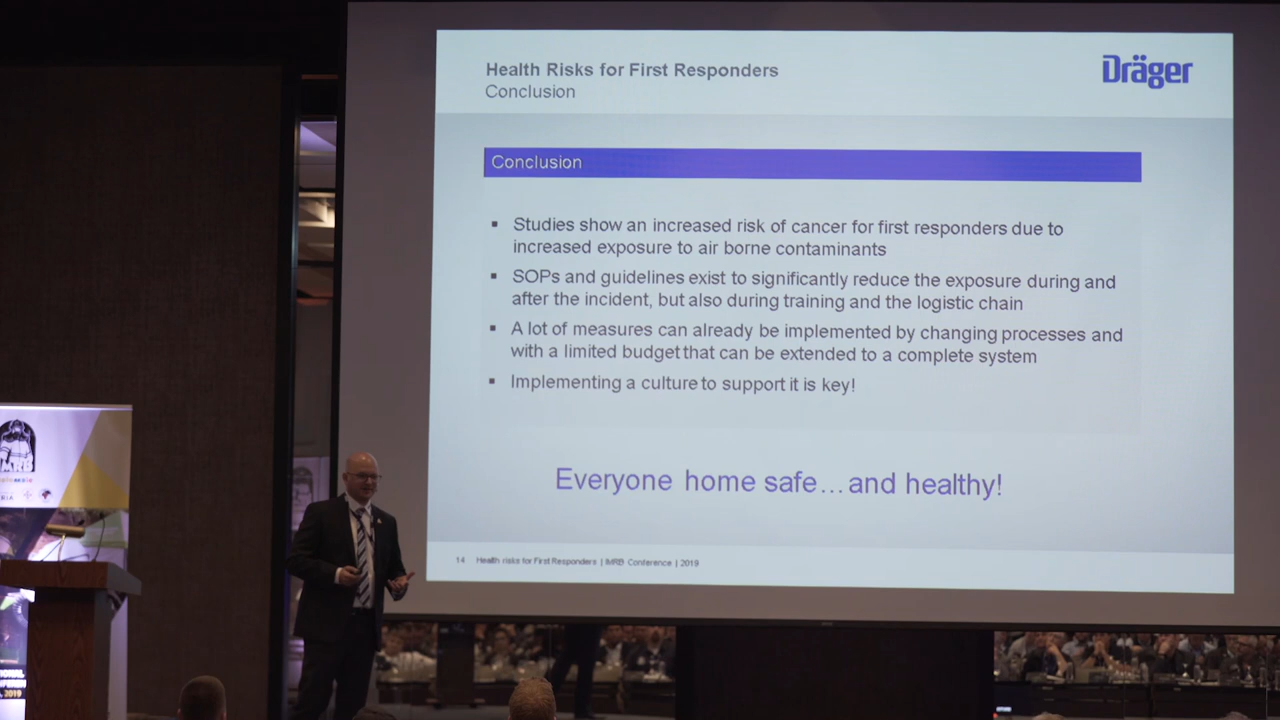 Health Risks for First Responders
Conclusion
Dräger
Conclusion
▪ Studies show an increased risk of cancer for first responders due to
increased exposure to air borne contaminants
▪ SOPs and guidelines exist to significantly reduce the exposure during and
after the incident, but also during training and the logistic chain
▪ A lot of measures can already be implemented by changing processes and
with a limited budget that can be extended to a complete system
▪ Implementing a culture to support it is key!
Everyone home safe...and healthy!
14 Health risks for First Responders | IMRB Conference | 2019
2019